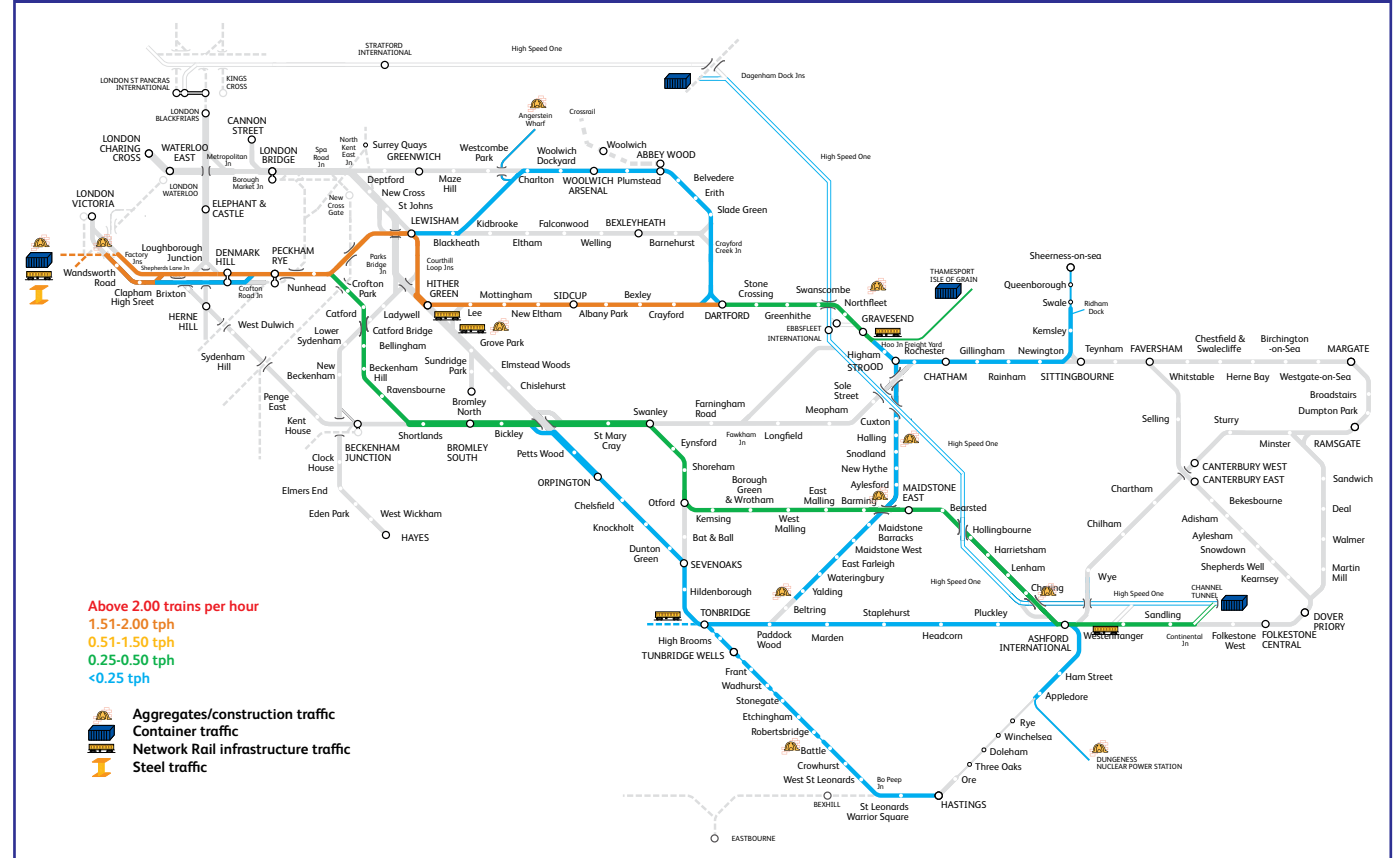 STRATFORD
INTERNATIONAL
High Speed One
Dagenham Dock Jns
LONDON ST PANCRAS
INTERNATIONAL
KINGS
CROSS
LONDON
BLACKFRIARS
CANNON
STREET
LONDON
CHARING
CROSS
WATERLOO
EAST
Metropolitan
Jn
LONDON
BRIDGE
Spa
Road
Jn
North
Kent
East
Jn
Surrey Quays
GREENWICH
Westcombe
Park
Angerstein
Wharf
Crossrail
Woolwich
Dockyard
Woolwich
ABBEY WOOD
High Speed One
LONDON
WATERLOO
Borough
Market Jn
Deptford
New Cross
St Johns
Maze
Hill
Charlton
WOOLWICH
ARSENAL
Plumstead
Belvedere
Erith
Slade Green
LONDON
VICTORIA
ELEPHANT &
CASTLE
New
Cross
Gate
LEWISHAM
Kidbrooke
Falconwood
BEXLEYHEATH
Blackheath
Eltham
Welling
Barnehurst
Crayford
Creek Jn
Factory
Jns
Loughborough
Junction
Shepherds Lane Jn
DENMARK
HILL
PECKHAM
RYE
Parks
Bridge
Jn
Courthill
Loop Jns
Wandsworth
Road
Clapham
High Sreet
Brixton
Crofton
Road Jn
Nunhead
Crofton
Park
HITHER
GREEN
Mottingham
SIDCUP
Bexley
Lee
New Eltham
Albany Park
Crayford
DARTFORD
Stone
Crossing
Greenhithe
Swanscombe
Northfleet
THAMESPORT
ISLE OF GRAIN
Sheerness-on-sea
Queenborough
Swale
Ridham
Dock
Kemsley
HERNE
HILL
West Dulwich
Catford
Ladywell
Catford Bridge
Lower
Sydenham
Bellingham
Grove Park
EBBSFLEET
INTERNATIONAL
GRAVESEND
Hoo Jn Freight Yard
Higham
STROOD
Rochester
Gillingham
Newington
Teynham
FAVERSHAM
Chestfield &
Swalecliffe
Birchington
-on-Sea
MARGATE
CHATHAM
Rainham
SITTINGBOURNE
Whitstable
Herne Bay
Westgate-on-Sea
Broadstairs
Dumpton Park
RAMSGATE
Sydenham
Hill
New
Beckenham
Beckenham
Hill
Ravensbourne
Sundridge
Park
Elmstead Woods
Chislehurst
Bromley
North
Penge
East
Kent
House
Sole
Street
Meopham
Farningham
Road
Swanley
Fawkham
Jn
Longfield
Cuxton
Halling
Snodland
New Hythe
Aylesford
High Speed One
Selling
Sturry
Minster
Clock
House
BECKENHAM
JUNCTION
Shortlands
BROMLEY
SOUTH
Bickley
Petts Wood
St Mary
Cray
Eynsford
Shoreham
CANTERBURY WEST
CANTERBURY EAST
Sandwich
Elmers End
Eden Park
West Wickham
HAYES
ORPINGTON
Chelsfield
Knockholt
Dunton
Green
Otford
Kemsing
Borough
Green
& Wrotham
West
Malling
East
Malling
Barming
MAIDSTONE
EAST
Bearsted
Hollingbourne
Harrietsham
Lenham
Charing
Chartham
Chilham
Wye
Bekesbourne
Adisham
Aylesham
Snowdown
Shepherds Well
Kearnsey
Deal
Walmer
Martin
Mill
Bat & Ball
SEVENOAKS
Hildenborough
Maidstone
Barracks
Maidstone West
East Farleigh
Wateringbury
Yalding
Beltring
High Speed One
High Speed One
CHANNEL
TUNNEL
TONBRIDGE
Staplehurst
Pluckley
Sandling
DOVER
PRIORY
High Brooms
TUNBRIDGE WELLS
Paddock
Wood
Marden
Headcorn
ASHFORD
INTERNATIONAL
Westenhanger
Continental
Jn
Folkestone
West
FOLKESTONE
CENTRAL
Frant
Wadhurst
Stonegate
Etchingham
Robertsbridge
Battle
Crowhurst
West St Leonards
Bo Peep
Jn
St Leonards
Warrior Square
HASTINGS
Ore
Three Oaks
Doleham
Winchelsea
Rye
Ham Street
Appledore
DUNGENESS
NUCLEAR POWER STATION
BEXHILL
EASTBOURNE
Above 2.00 trains per hour
1.51-2.00 tph
0.51-1.50 tph
0.25-0.50 tph
<0.25 tph
Aggregates/construction traffic
Container traffic
Network Rail infrastructure traffic
Steel traffic